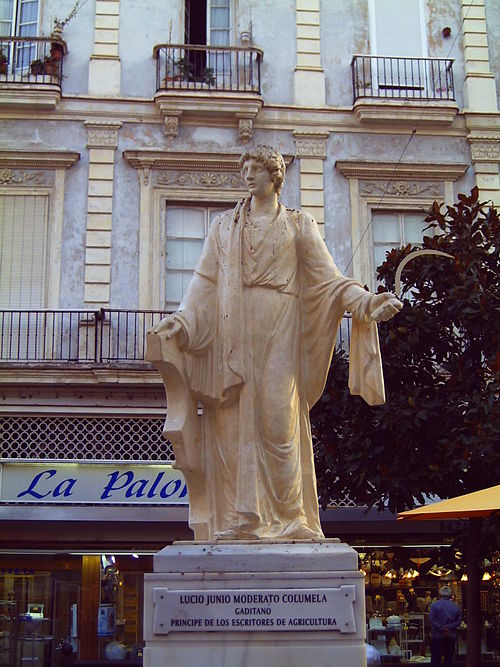 La Palo
LUCIO JUNIO MODERATO COLUMELA
GADITANO
PRINCIPE DE LOS ESCRITORES DE AGRICULTURA